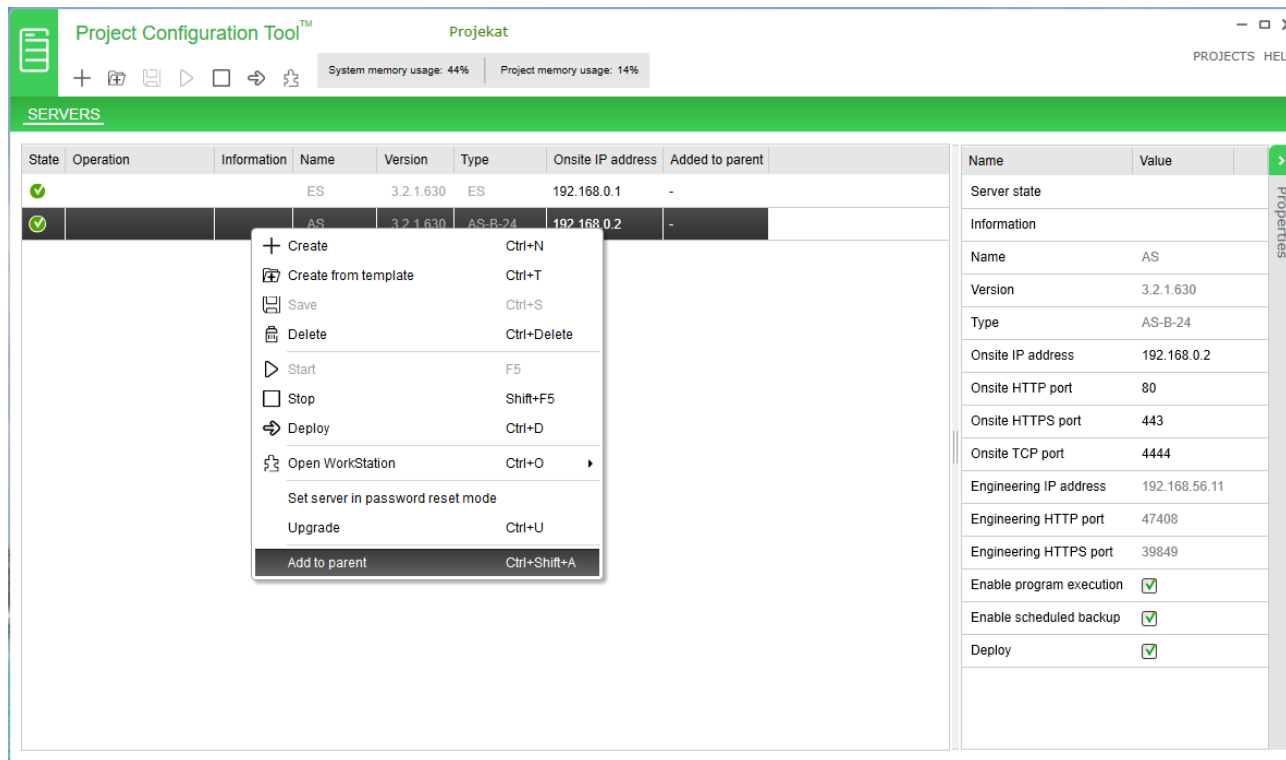 Project Configuration Tool™
Projekat
PROJECTS HEL
System memory usage: 44% Project memory usage: 14%
SERVERS
State Operation Information Name Version Type Onsite IP address Added to parent
ES 3.2.1.630 ES 192.168.0.1 -
AS 3.2.1.630 AS-B-24 192.168.0.2 -
Create Ctrl+N
Create from template Ctrl+T
Save Ctrl+S
Delete Ctrl+Delete
Start F5
Stop Shift+F5
Deploy Ctrl+D
Open WorkStation Ctrl+O
Set server in password reset mode
Upgrade Ctrl+U
Add to parent Ctrl+Shift+A
Name Value
Server state
Information
Name AS
Version 3.2.1.630
Type AS-B-24
Onsite IP address 192.168.0.2
Onsite HTTP port 80
Onsite HTTPS port 443
Onsite TCP port 4444
Engineering IP address 192.168.56.11
Engineering HTTP port 47408
Engineering HTTPS port 39849
Enable program execution
Enable scheduled backup
Deploy
Properties